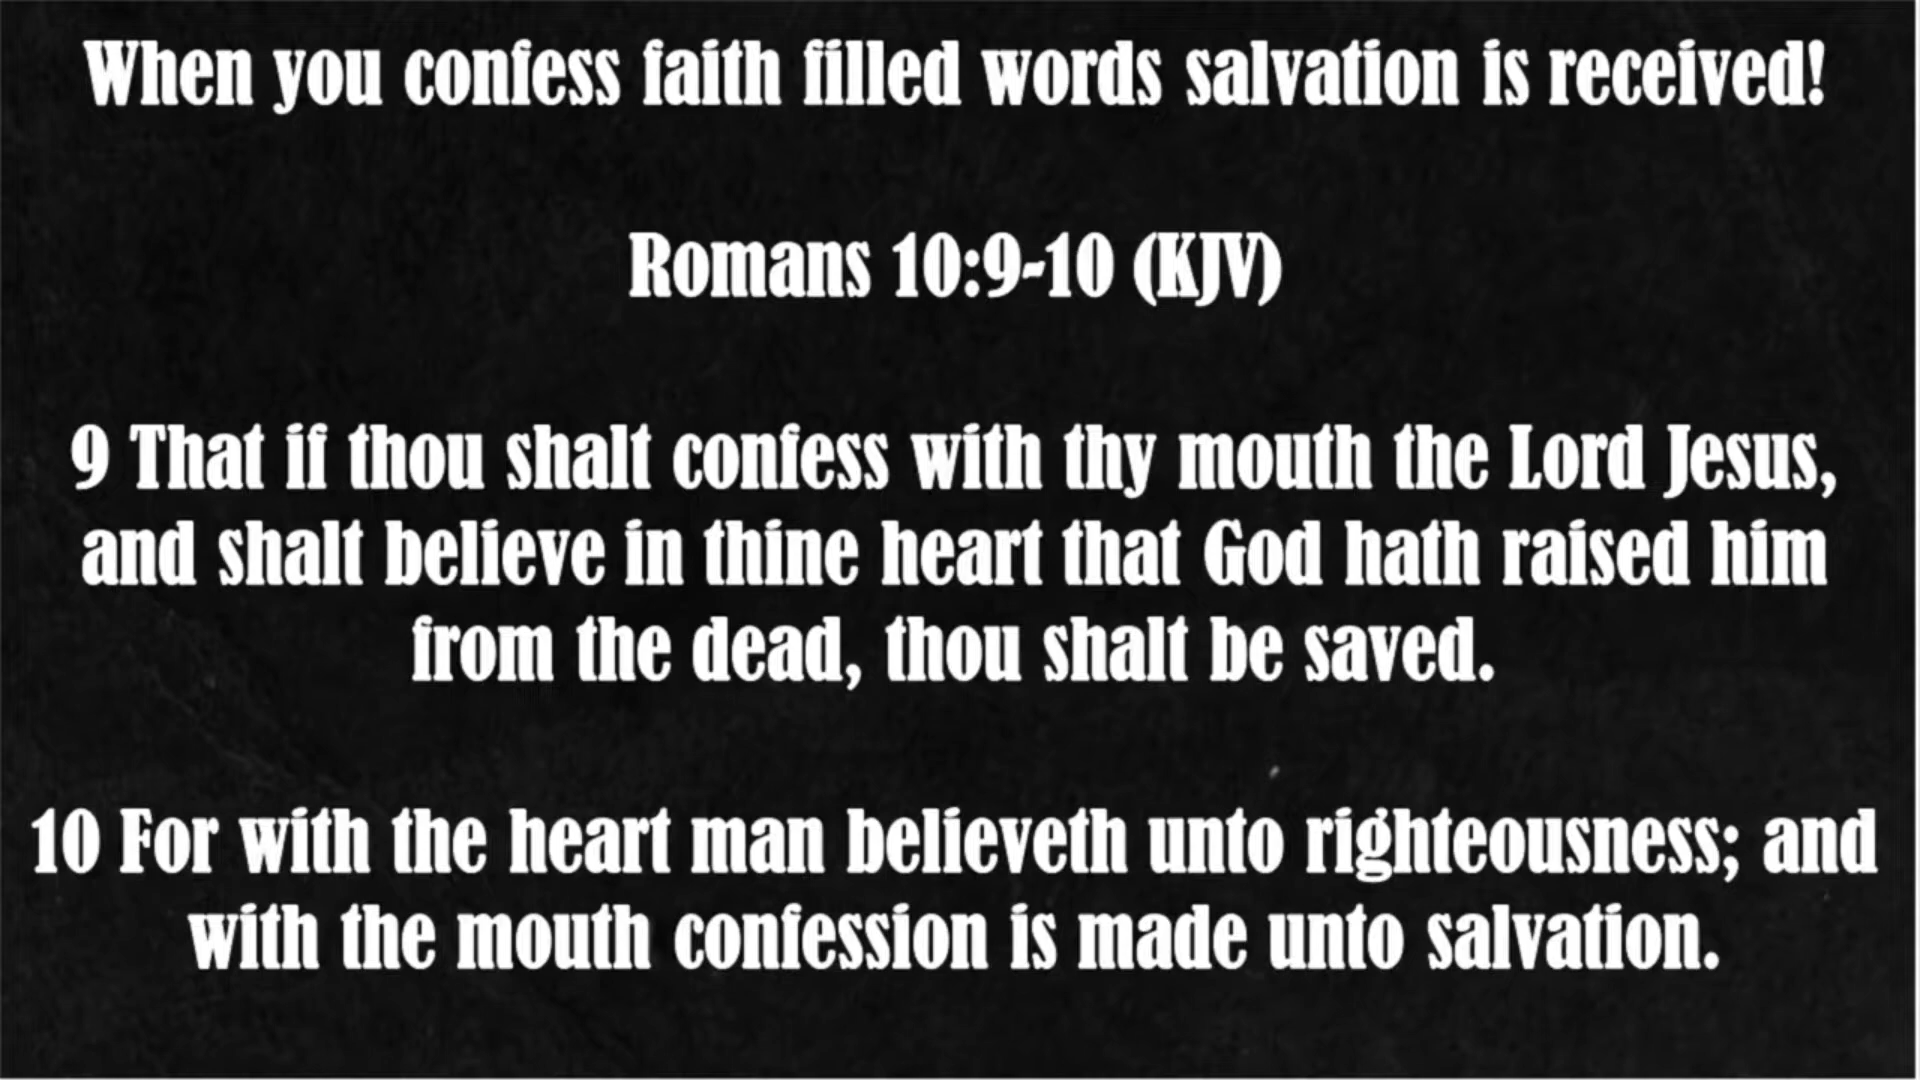 When you confess faith filled words salvation is received!
Romans 10:9-10 (KJV)
9 That if thou shalt confess with thy mouth the Lord Jesus,
and shalt believe in thine heart that God hath raised him
from the dead, thou shalt be saved.
10 For with the heart man believeth unto righteousness; and
with the mouth confession is made unto salvation.